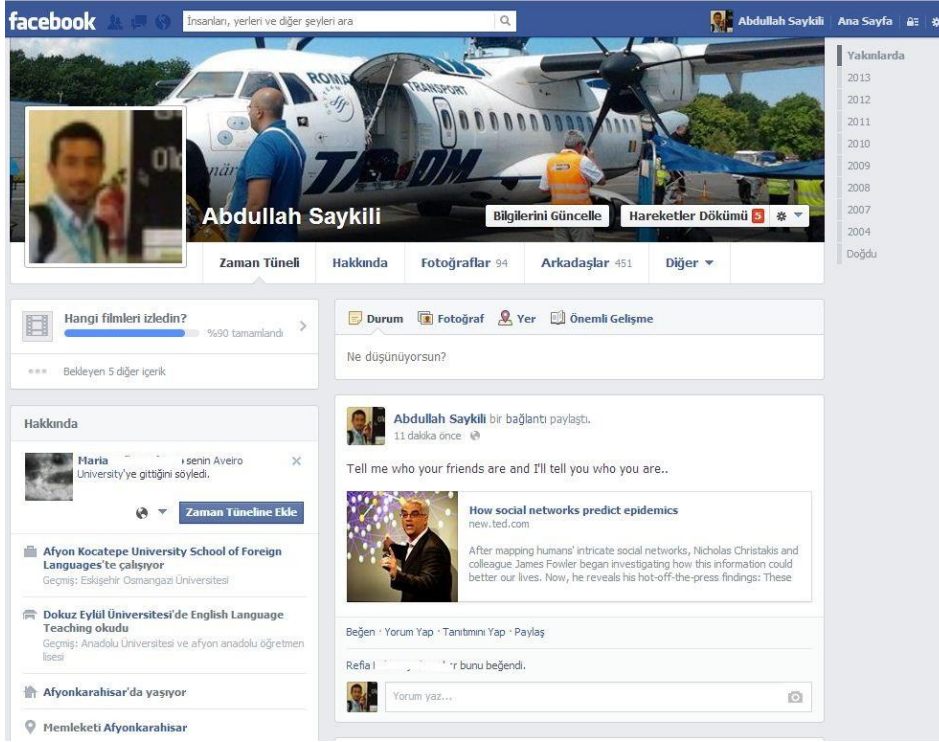 facebook
İnsanları, yerleri ve diğer şeyleri ara
Abdullah Saykili
Ana Sayfa
ROMA
TRANSPORT
TAROM
Abdullah Saykili
Bilgilerini Güncelle
Hareketler Dökümü 5
Zaman Tüneli
Hakkında
Fotoğraflar 94
Arkadaşlar 451
Diğer
Yakınlarda
2013
2012
2011
2010
2009
2008
2007
2004
Doğdu
Hangi filmleri izledin?
%90 tamamlandı
Bekleyen 5 diğer içerik
Hakkında
Maria senin Aveiro
University'ye gittiğini söyledi.
Zaman Tüneline Ekle
Afyon Kocatepe University School of Foreign
Languages'te çalışıyor
Geçmiş: Eskişehir Osmangazi Üniversitesi
Dokuz Eylül Üniversitesi'de English Language
Teaching okudu
Geçmiş: Anadolu Üniversitesi ve afyon anadolu öğretmen
lisesi
Afyonkarahisar'da yaşıyor
Memleketi Afyonkarahisar
Durum
Fotoğraf
Yer
Önemli Gelişme
Ne düşünüyorsun?
Abdullah Saykili bir bağlantı paylaştı.
11 dakika önce
Tell me who your friends are and I'll tell you who you are..
How social networks predict epidemics
new.ted.com
After mapping humans' intricate social networks, Nicholas Christakis and
colleague James Fowler began investigating how this information could
better our lives. Now, he reveals his hot-off-the-press findings: These
Beğen · Yorum Yap · Tanıtımını Yap · Paylaş
Refia bunu beğendi.
Yorum yaz...